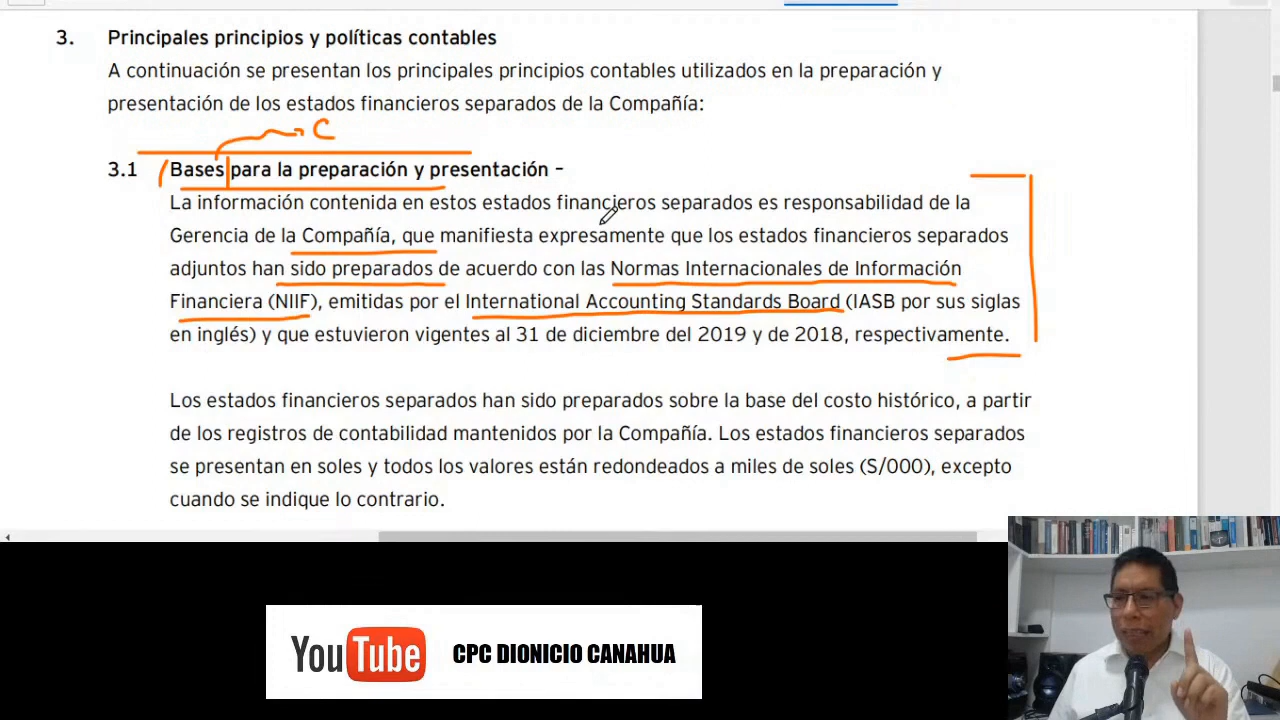 3. Principales principios y políticas contables
A continuación se presentan los principales principios contables utilizados en la preparación y
presentación de los estados financieros separados de la Compañía:
C
3.1 Bases para la preparación y presentación –
La información contenida en estos estados financieros separados es responsabilidad de la
Gerencia de la Compañía, que manifiesta expresamente que los estados financieros separados
adjuntos han sido preparados de acuerdo con las Normas Internacionales de Información
Financiera (NIIF), emitidas por el International Accounting Standards Board (IASB por sus siglas
en inglés) y que estuvieron vigentes al 31 de diciembre del 2019 y de 2018, respectivamente.
Los estados financieros separados han sido preparados sobre la base del costo histórico, a partir
de los registros de contabilidad mantenidos por la Compañía. Los estados financieros separados
se presentan en soles y todos los valores están redondeados a miles de soles (S/000), excepto
cuando se indique lo contrario.
YouTube CPC DIONICIO CANAHUA